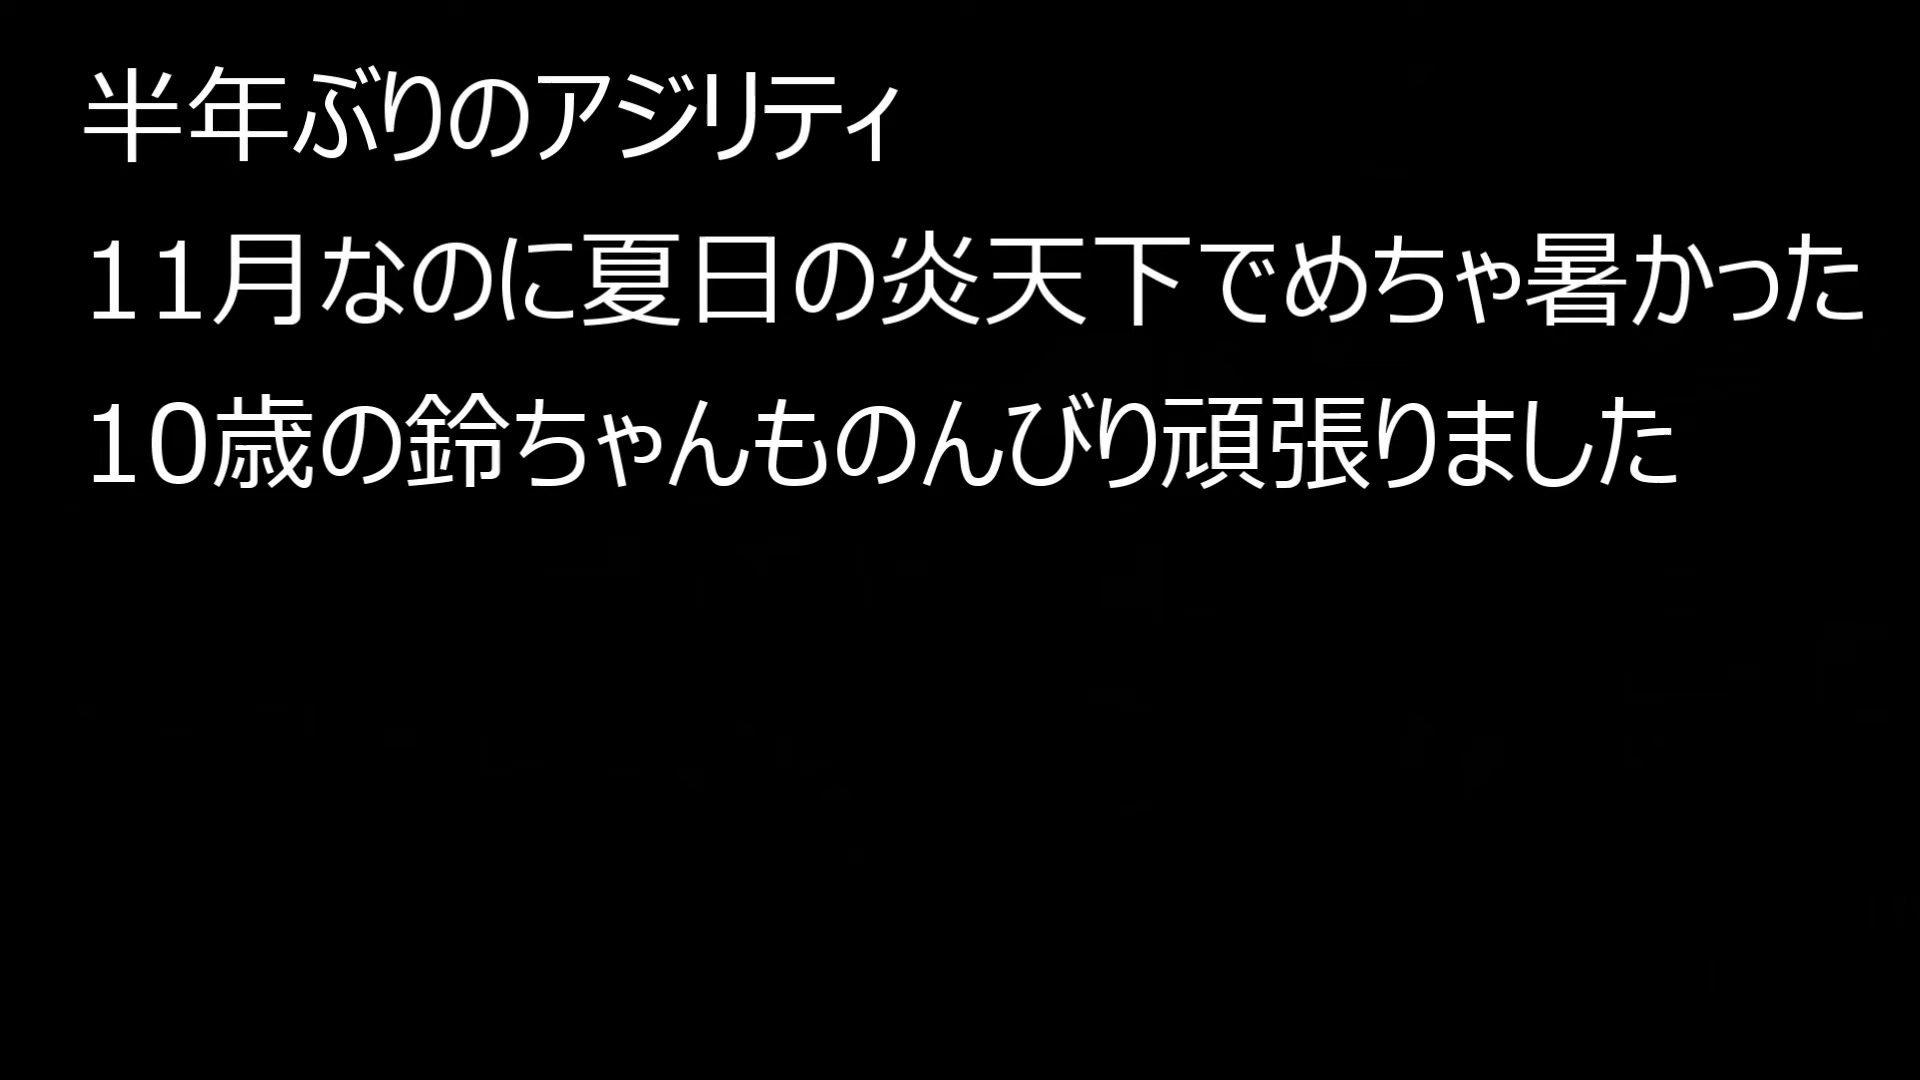 半年ぶりのアジリティ
11月なのに夏日の炎天下でめちゃ暑かった
10歳の鈴ちゃんものんびり頑張りました